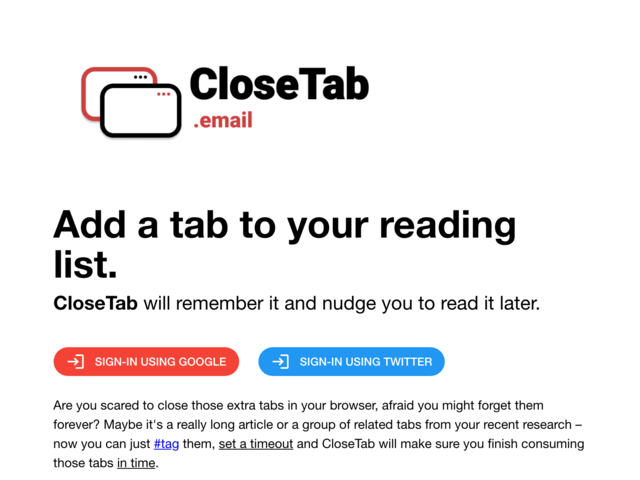 CloseTab
.email
Add a tab to your reading
list.
CloseTab will remember it and nudge you to read it later.
SIGN-IN USING GOOGLE
SIGN-IN USING TWITTER
Are you scared to close those extra tabs in your browser, afraid you might forget them
forever? Maybe it's a really long article or a group of related tabs from your recent research –
now you can just #tag them, set a timeout and CloseTab will make sure you finish consuming
those tabs in time.